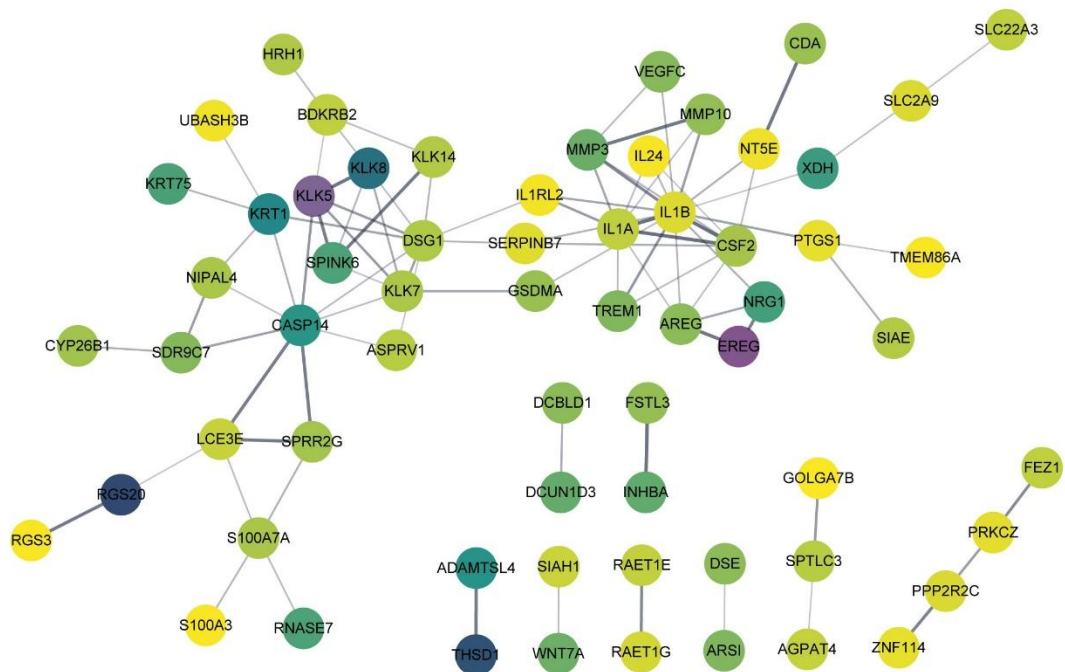 SLC22A3
HRH1
CDA
VEGFC
SLC2A9
MMP10
BDKRB2
UBASH3B
KLK14
IL24
NT5E
MMP3
KLK8
XDH
KRT75
KLK5
IL1RL2
KRT1
IL1B
IL1A
DSG1
SERPINB7
CSF2
PTGS1
TMEM86A
SPINK6
NIPAL4
KLK7
GSDMA
NRG1
TREM1
AREG
CASP14
SIAE
CYP26B1
SDR9C7
ASPRV1
EREG
DCBLD1
FSTL3
LCE3E
SPRR2G
FEZ1
GOLGA7B
RGS20
DCUN1D3
INHBA
PRKCZ
RGS3
S100A7A
ADAMTSL4
SIAH1
RAET1E
DSE
SPTLC3
PPP2R2C
S100A3
RNASE7
THSD1
WNT7A
RAET1G
ARSI
AGPAT4
ZNF114